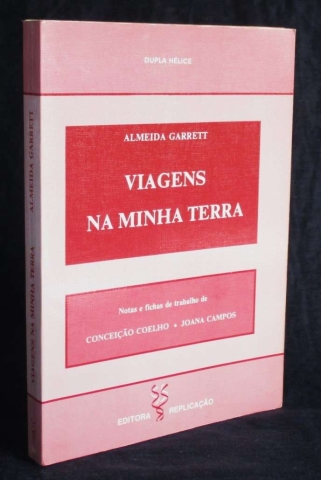 DUPLA HÉLICE
ALMEIDA GARRETT
VIAGENS
NA MINHA TERRA
Notas e fichas de trabalho de
CONCEIÇÃO COELHO • JOANA CAMPOS
EDITORA REPLICAÇÃO
VIAGENS NA MINHA TERRA ALMEIDA GARRETT